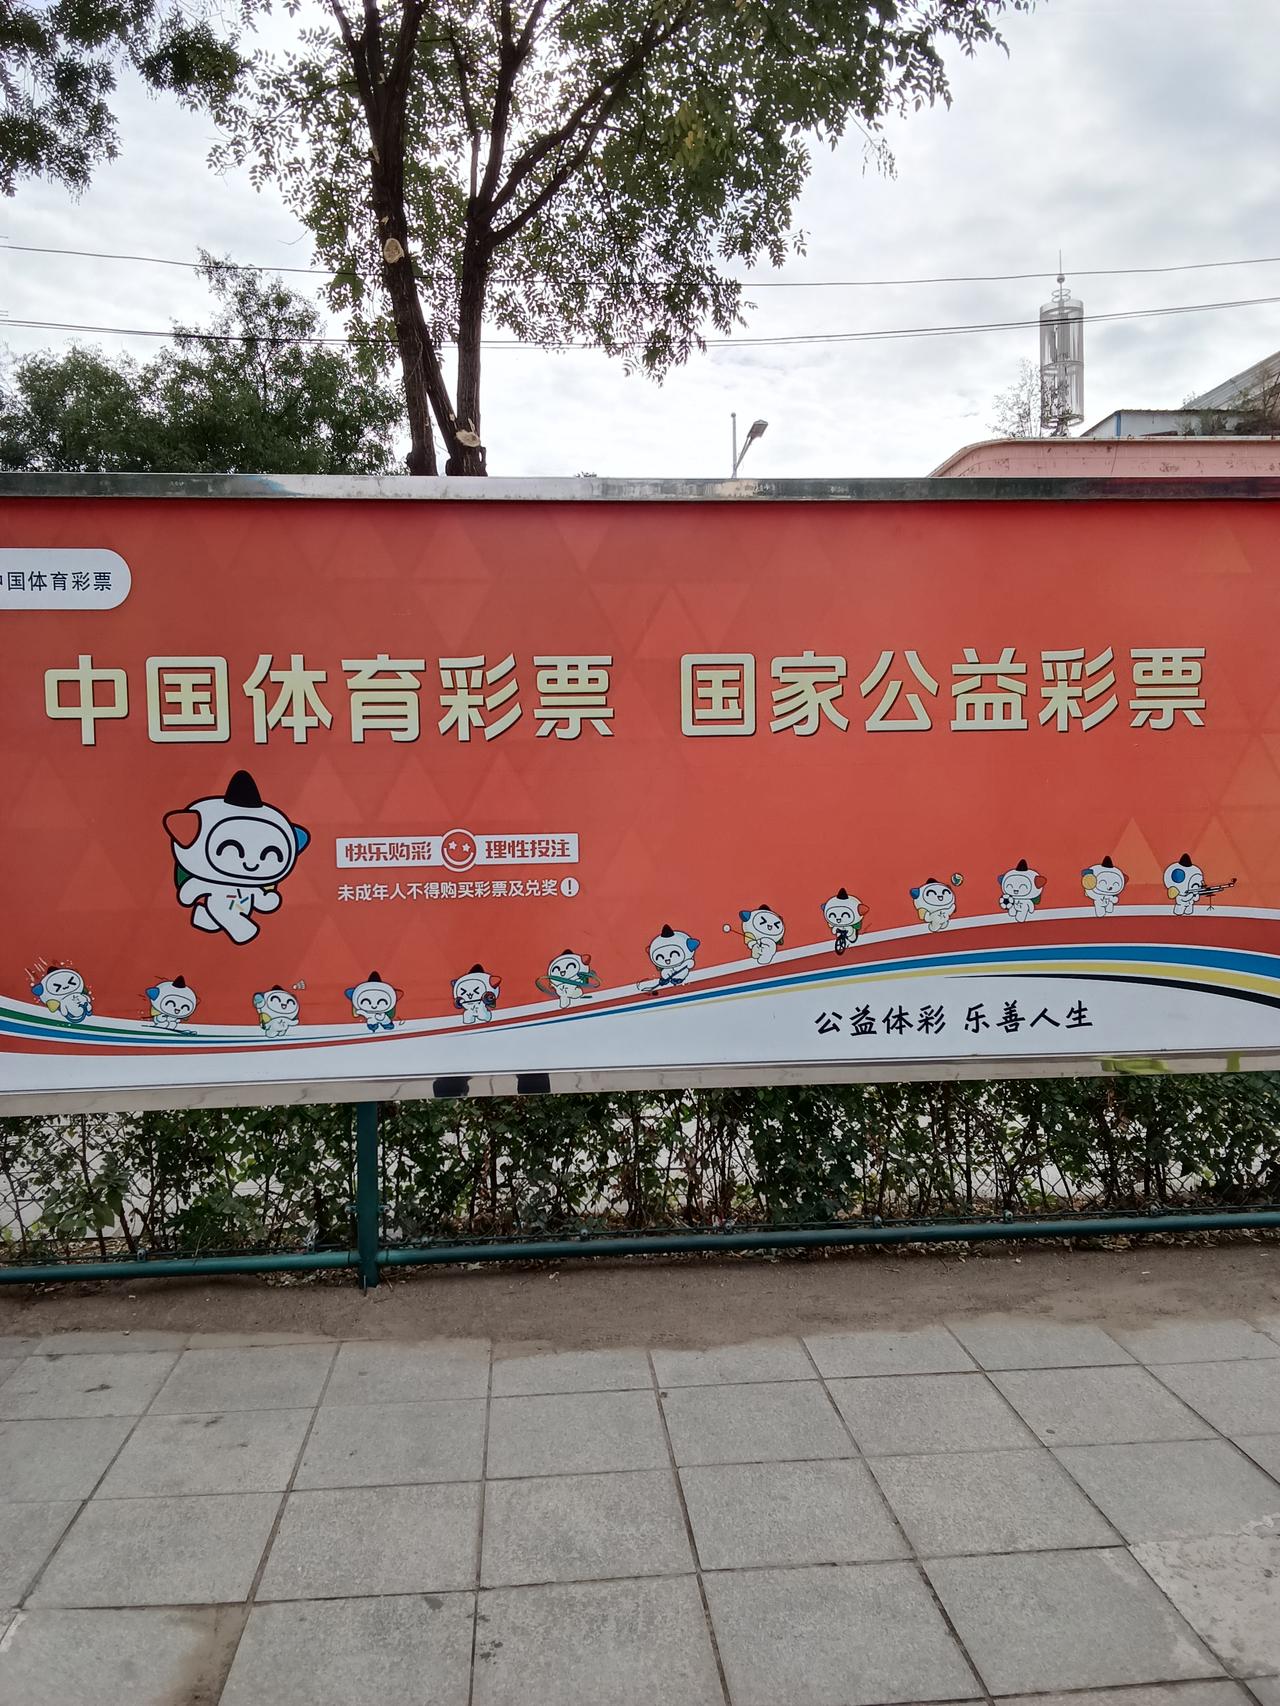 中国体育彩票
中国体育彩票 国家公益彩票
快乐购彩 理性投注
未成年人不得购买彩票及兑奖!
公益体彩 乐善人生